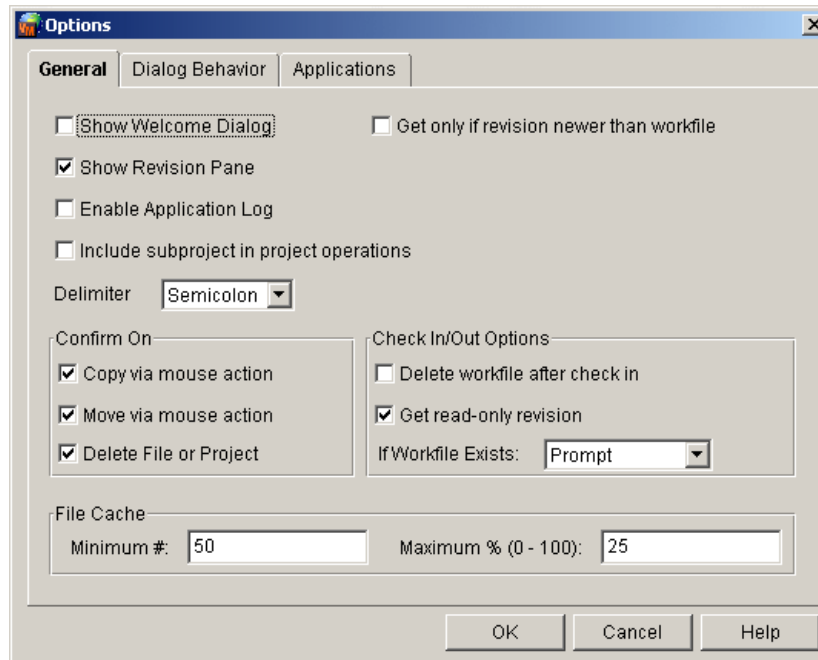 VM Options
General Dialog Behavior Applications
Show Welcome Dialog Get only if revision newer than workfile
Show Revision Pane
Enable Application Log
Include subproject in project operations
Delimiter Semicolon
Confirm On Check In/Out Options
Copy via mouse action Delete workfile after check in
Move via mouse action Get read-only revision
Delete File or Project If Workfile Exists: Prompt
File Cache
Minimum #: 50 Maximum % (0 - 100): 25
OK Cancel Help